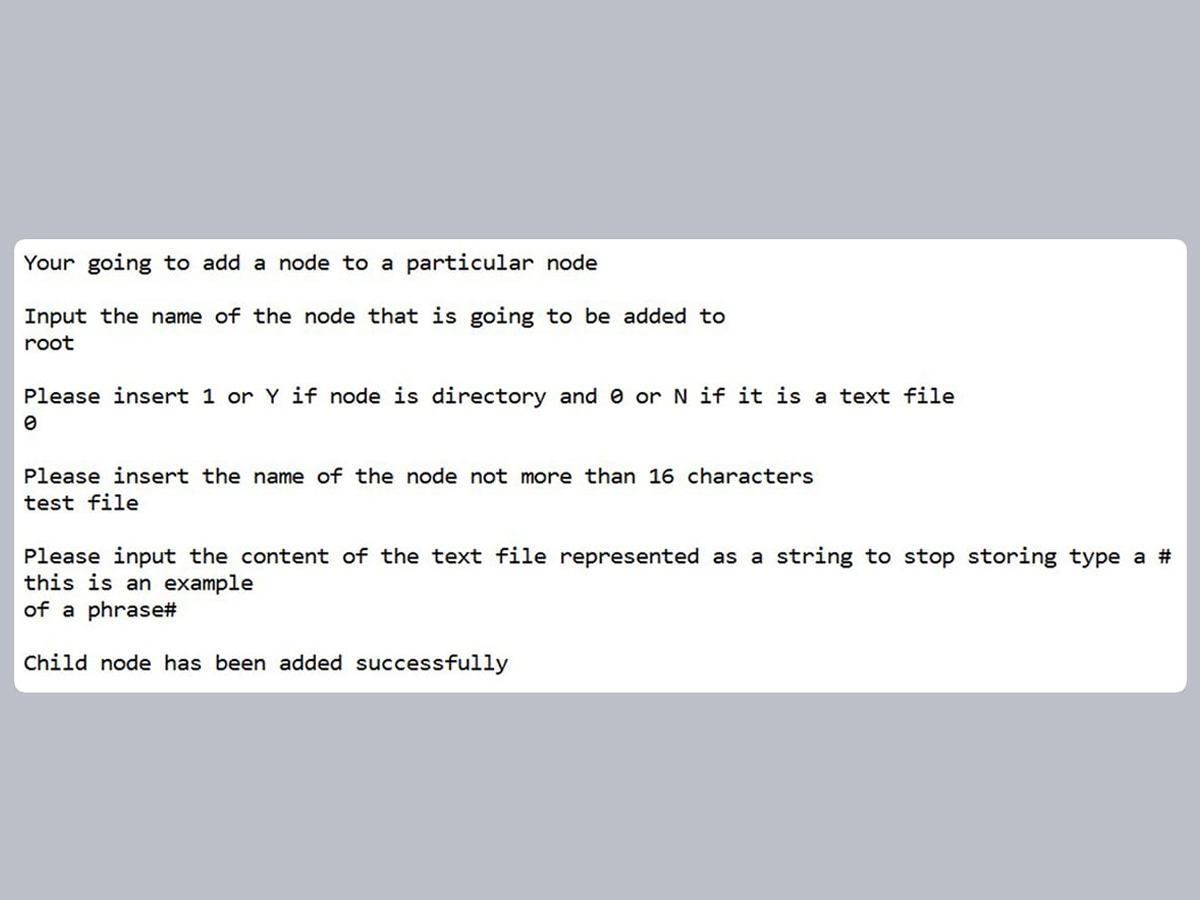 Your going to add a node to a particular node
Input the name of the node that is going to be added to
root
Please insert 1 or Y if node is directory and 0 or N if it is a text file
0
Please insert the name of the node not more than 16 characters
test file
Please input the content of the text file represented as a string to stop storing type a #
this is an example
of a phrase#
Child node has been added successfully